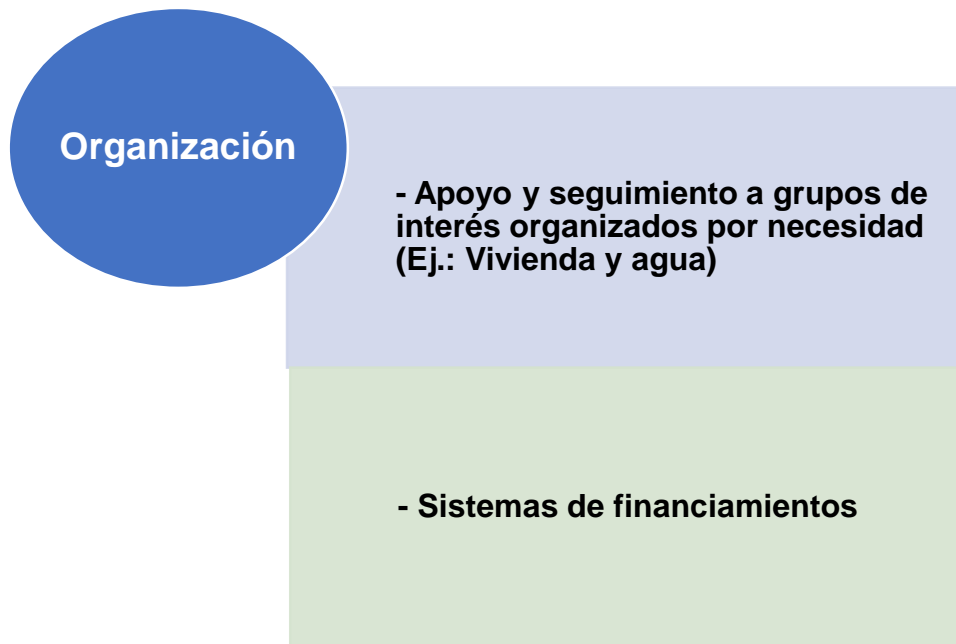 Organización
- Apoyo y seguimiento a grupos de
interés organizados por necesidad
(Ej.: Vivienda y agua)
- Sistemas de financiamientos